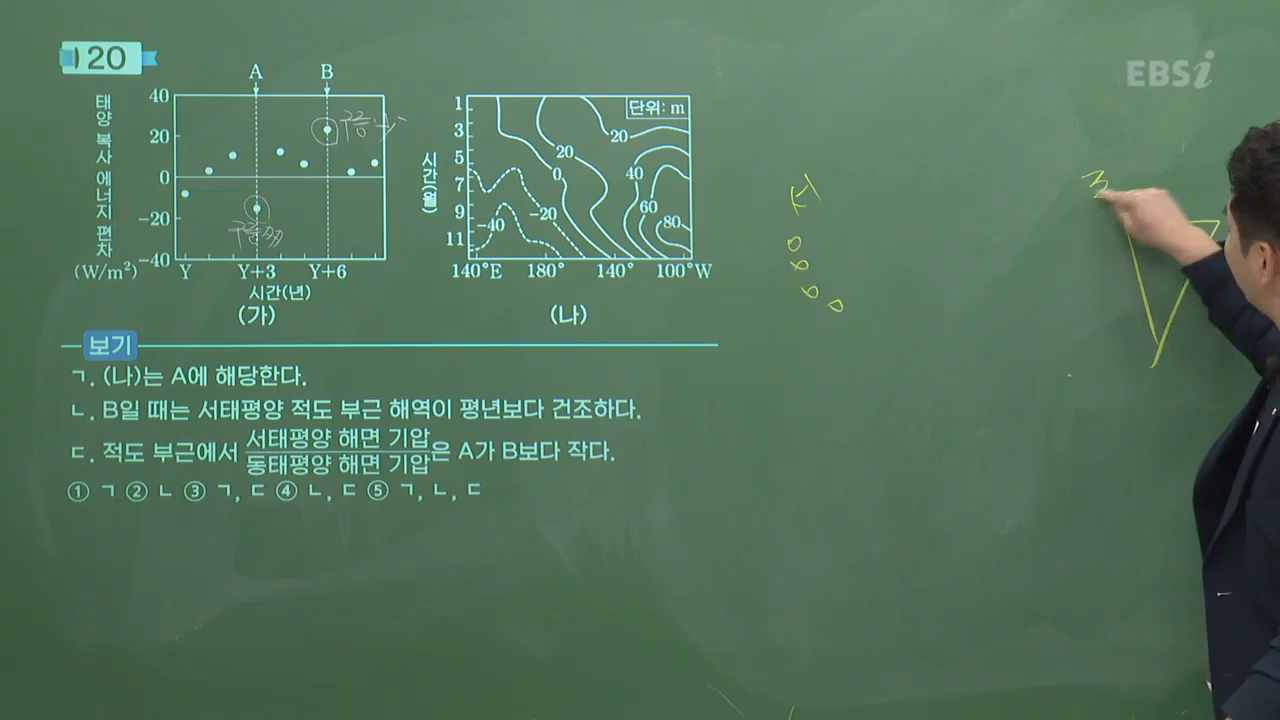 20
EBSi
A B
태양 복사 에너지 편차
(W/m²)
40
20
0
-20
-40
구름
구름多
Y Y+3 Y+6
시간(년)
(가)
단위: m
시간(월)
1
3
5
7
9
11
20
20
0
40
-20
60
-40
80
140°E 180° 140° 100°W
(나)
보기
ㄱ. (나)는 A에 해당한다.
ㄴ. B일 때는 서태평양 적도 부근 해역이 평년보다 건조하다.
ㄷ. 적도 부근에서 서태평양 해면 기압/동태평양 해면 기압은 A가 B보다 작다.
① ㄱ ② ㄴ ③ ㄱ, ㄷ ④ ㄴ, ㄷ ⑤ ㄱ, ㄴ, ㄷ